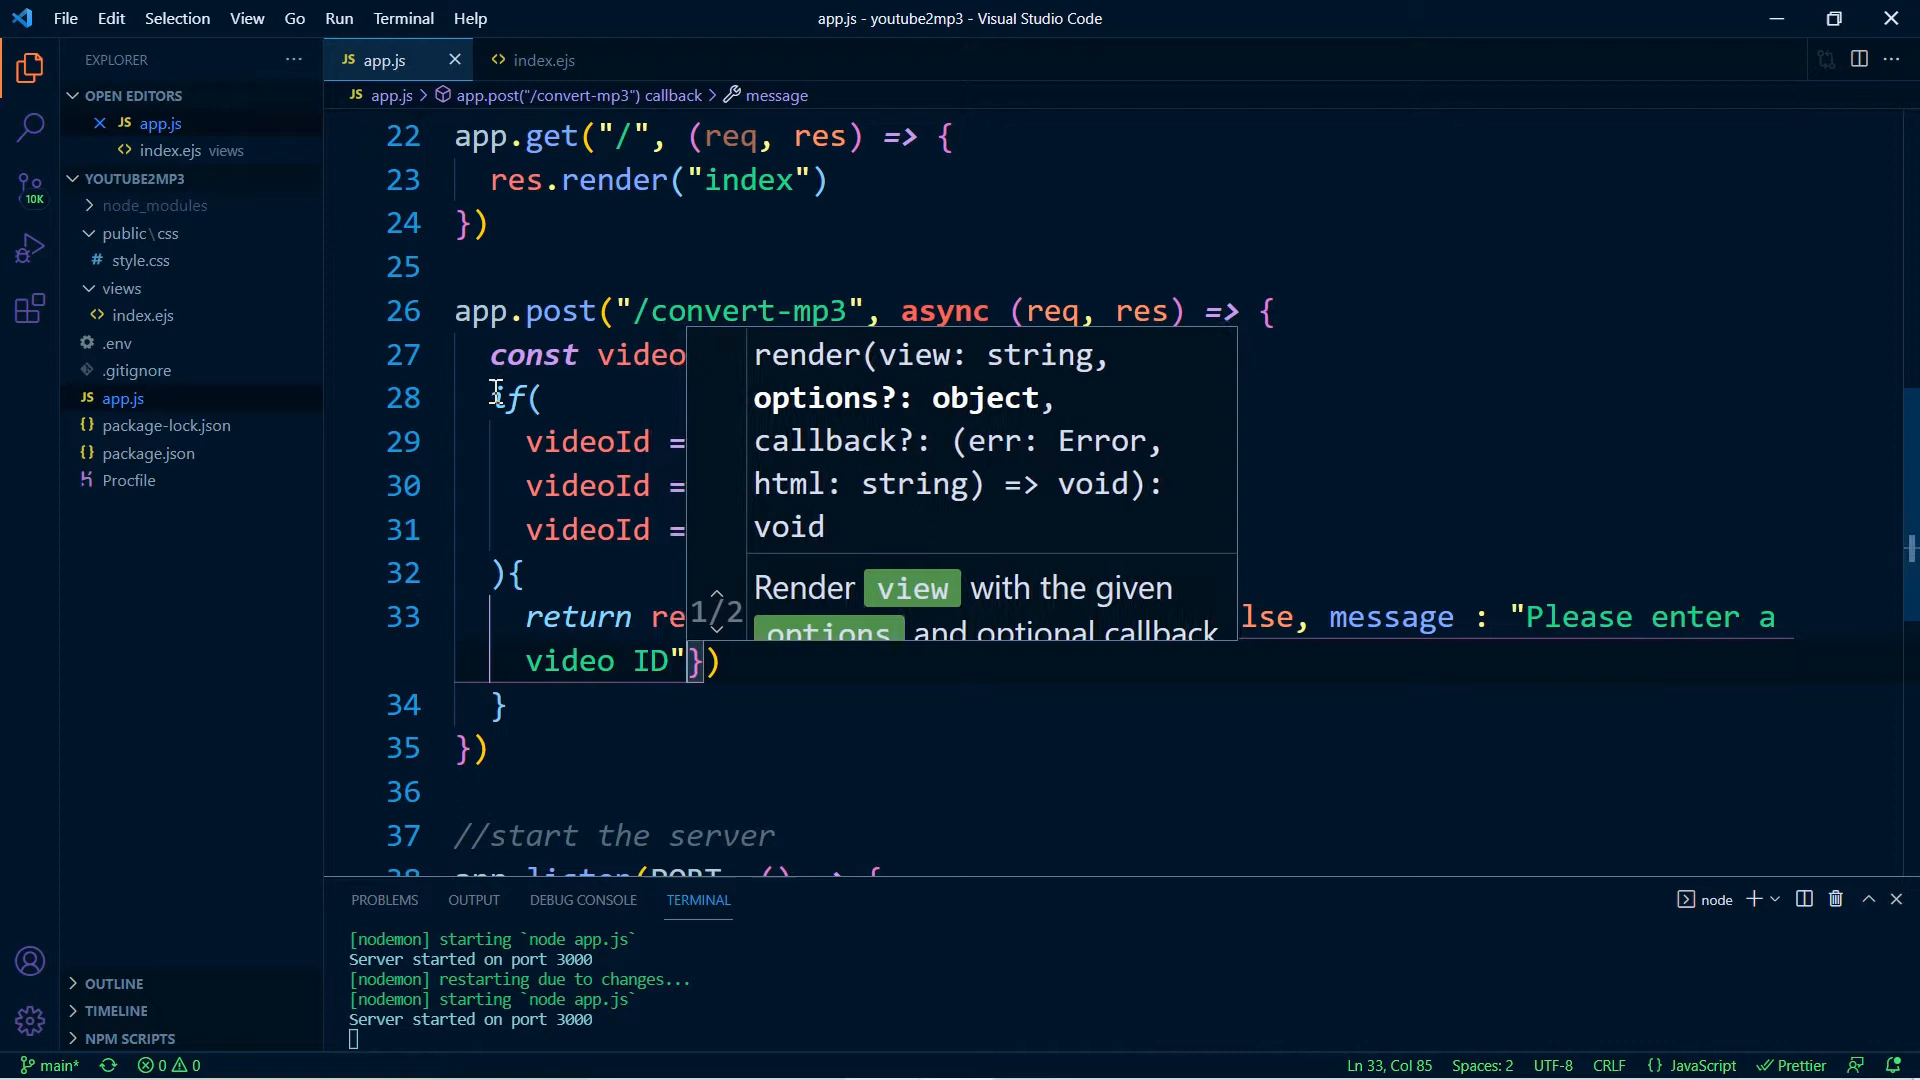 File Edit Selection View Go Run Terminal Help
app.js - youtube2mp3 - Visual Studio Code
EXPLORER
OPEN EDITORS
JS app.js
index.ejs views
YOUTUBE2MP3
node_modules
public\css
# style.css
views
index.ejs
.env
.gitignore
JS app.js
{} package-lock.json
{} package.json
Procfile
OUTLINE
TIMELINE
NPM SCRIPTS
10K
JS app.js
<> index.ejs
JS app.js > app.post("/convert-mp3") callback > message
22 app.get("/", (req, res) => {
23 res.render("index")
24 })
25
26 app.post("/convert-mp3", async (req, res) => {
27 const video
28 if(
29 videoId =
30 videoId =
31 videoId =
32 ){
33 return re lse, message : "Please enter a
video ID"})
34 }
35 })
36
37 //start the server
38 app.listen(PORT, () => {
render(view: string,
options?: object,
callback?: (err: Error,
html: string) => void):
void
1/2
Render view with the given
options and optional callback
PROBLEMS OUTPUT DEBUG CONSOLE TERMINAL
node
[nodemon] starting `node app.js`
Server started on port 3000
[nodemon] restarting due to changes...
[nodemon] starting `node app.js`
Server started on port 3000
main* 0 0
Ln 33, Col 85 Spaces: 2 UTF-8 CRLF {} JavaScript Prettier